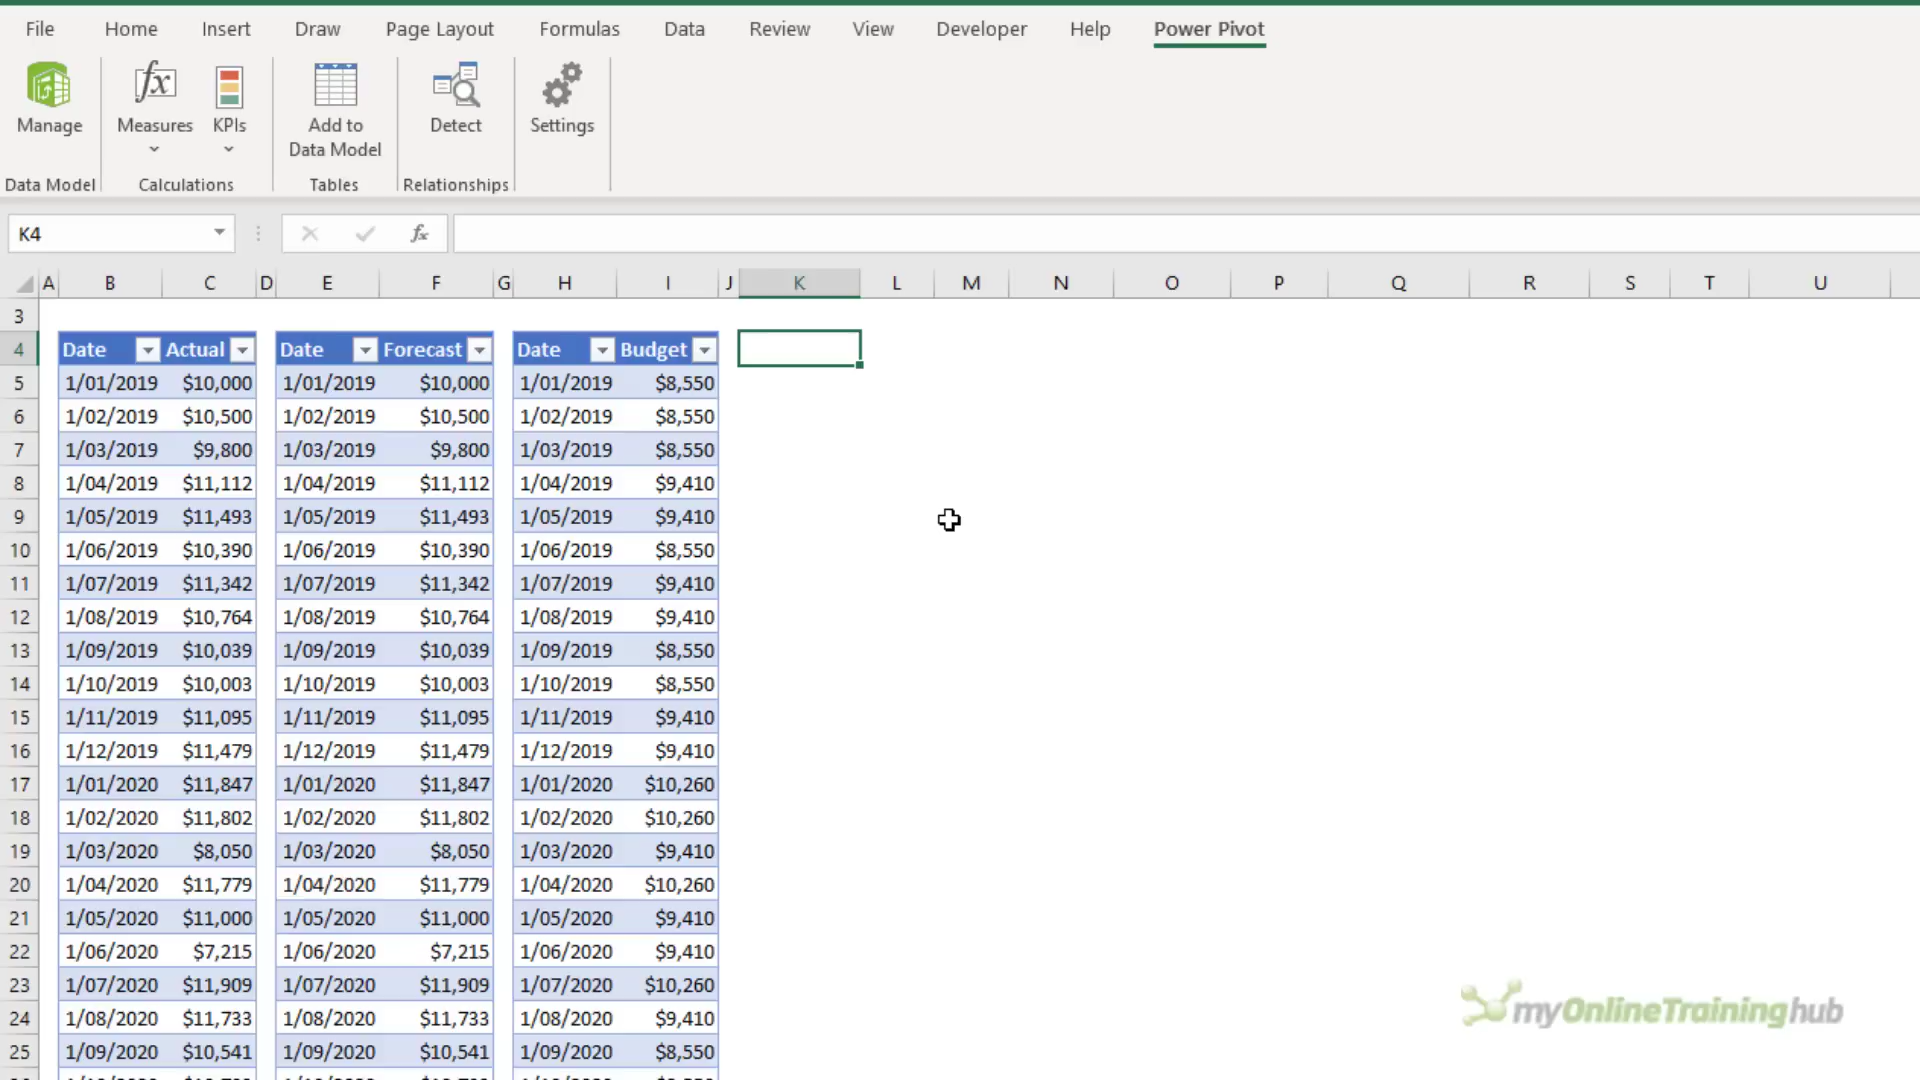 File Home Insert Draw Page Layout Formulas Data Review View Developer Help Power Pivot
Manage Measures KPIs Add to Data Model Detect Settings
Data Model Calculations Tables Relationships
K4 fx
A B C D E F G H I J K L M N O P Q R S T U
3
4 Date Actual Date Forecast Date Budget
5 1/01/2019 $10,000 1/01/2019 $10,000 1/01/2019 $8,550
6 1/02/2019 $10,500 1/02/2019 $10,500 1/02/2019 $8,550
7 1/03/2019 $9,800 1/03/2019 $9,800 1/03/2019 $8,550
8 1/04/2019 $11,112 1/04/2019 $11,112 1/04/2019 $9,410
9 1/05/2019 $11,493 1/05/2019 $11,493 1/05/2019 $9,410
10 1/06/2019 $10,390 1/06/2019 $10,390 1/06/2019 $8,550
11 1/07/2019 $11,342 1/07/2019 $11,342 1/07/2019 $9,410
12 1/08/2019 $10,764 1/08/2019 $10,764 1/08/2019 $9,410
13 1/09/2019 $10,039 1/09/2019 $10,039 1/09/2019 $8,550
14 1/10/2019 $10,003 1/10/2019 $10,003 1/10/2019 $8,550
15 1/11/2019 $11,095 1/11/2019 $11,095 1/11/2019 $9,410
16 1/12/2019 $11,479 1/12/2019 $11,479 1/12/2019 $9,410
17 1/01/2020 $11,847 1/01/2020 $11,847 1/01/2020 $10,260
18 1/02/2020 $11,802 1/02/2020 $11,802 1/02/2020 $10,260
19 1/03/2020 $8,050 1/03/2020 $8,050 1/03/2020 $9,410
20 1/04/2020 $11,779 1/04/2020 $11,779 1/04/2020 $10,260
21 1/05/2020 $11,000 1/05/2020 $11,000 1/05/2020 $9,410
22 1/06/2020 $7,215 1/06/2020 $7,215 1/06/2020 $9,410
23 1/07/2020 $11,909 1/07/2020 $11,909 1/07/2020 $10,260
24 1/08/2020 $11,733 1/08/2020 $11,733 1/08/2020 $9,410
25 1/09/2020 $10,541 1/09/2020 $10,541 1/09/2020 $8,550
myOnlineTraininghub